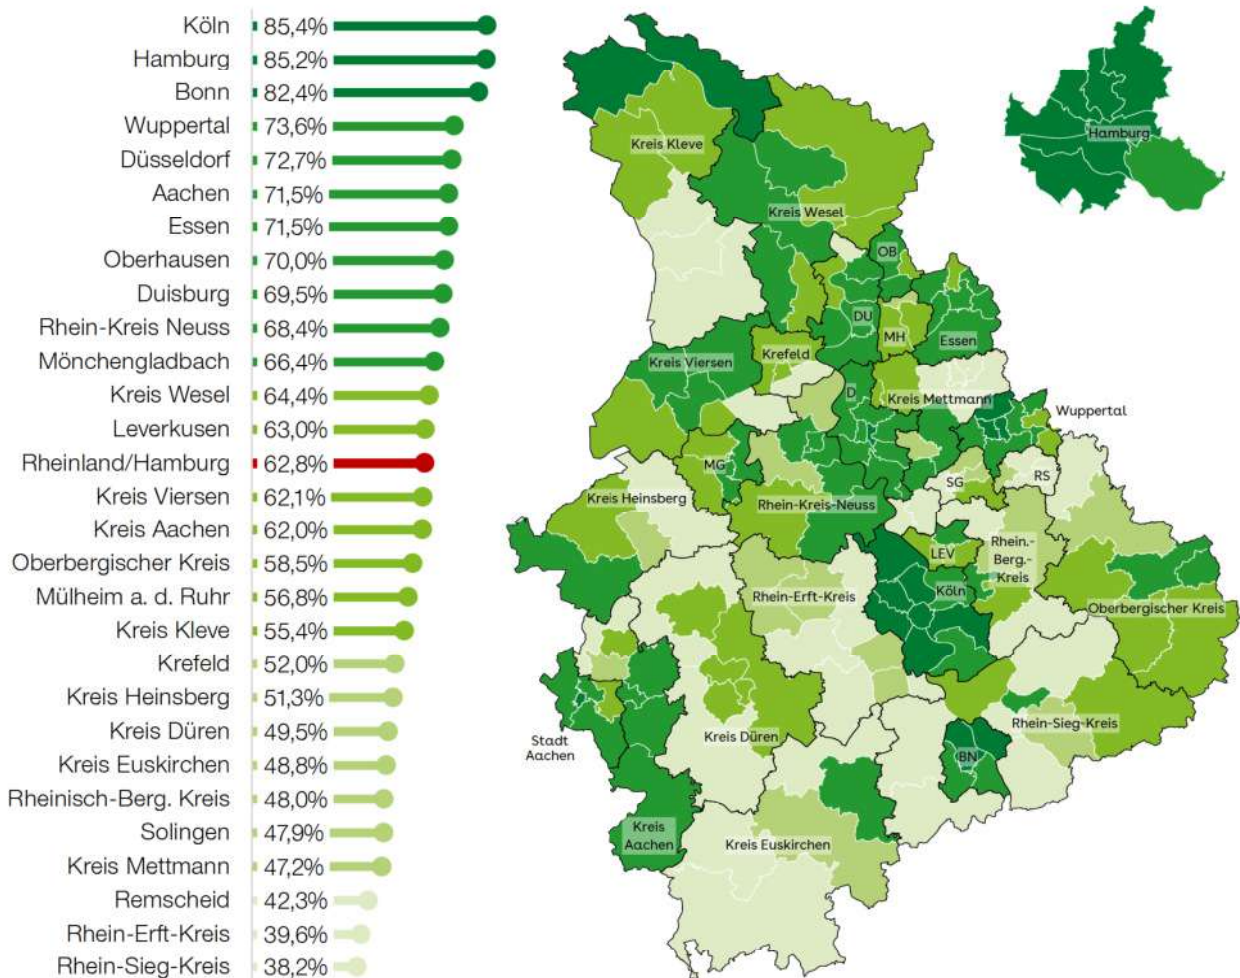 Köln 85,4%
Hamburg 85,2%
Bonn 82,4%
Wuppertal 73,6%
Düsseldorf 72,7%
Aachen 71,5%
Essen 71,5%
Oberhausen 70,0%
Duisburg 69,5%
Rhein-Kreis Neuss 68,4%
Mönchengladbach 66,4%
Kreis Wesel 64,4%
Leverkusen 63,0%
Rheinland/Hamburg 62,8%
Kreis Viersen 62,1%
Kreis Aachen 62,0%
Oberbergischer Kreis 58,5%
Mülheim a. d. Ruhr 56,8%
Kreis Kleve 55,4%
Krefeld 52,0%
Kreis Heinsberg 51,3%
Kreis Düren 49,5%
Kreis Euskirchen 48,8%
Rheinisch-Berg. Kreis 48,0%
Solingen 47,9%
Kreis Mettmann 47,2%
Remscheid 42,3%
Rhein-Erft-Kreis 39,6%
Rhein-Sieg-Kreis 38,2%
Hamburg
Kreis Kleve
Kreis Wesel
OB
DU
MH
Essen
Krefeld
Kreis Viersen
D
Kreis Mettmann
Wuppertal
MG
SG
RS
Kreis Heinsberg
Rhein-Kreis-Neuss
LEV
Rhein.-
Berg.-
Kreis
Köln
Rhein-Erft-Kreis
Oberbergischer Kreis
Rhein-Sieg-Kreis
Kreis Düren
Stadt
Aachen
BN
Kreis
Aachen
Kreis Euskirchen